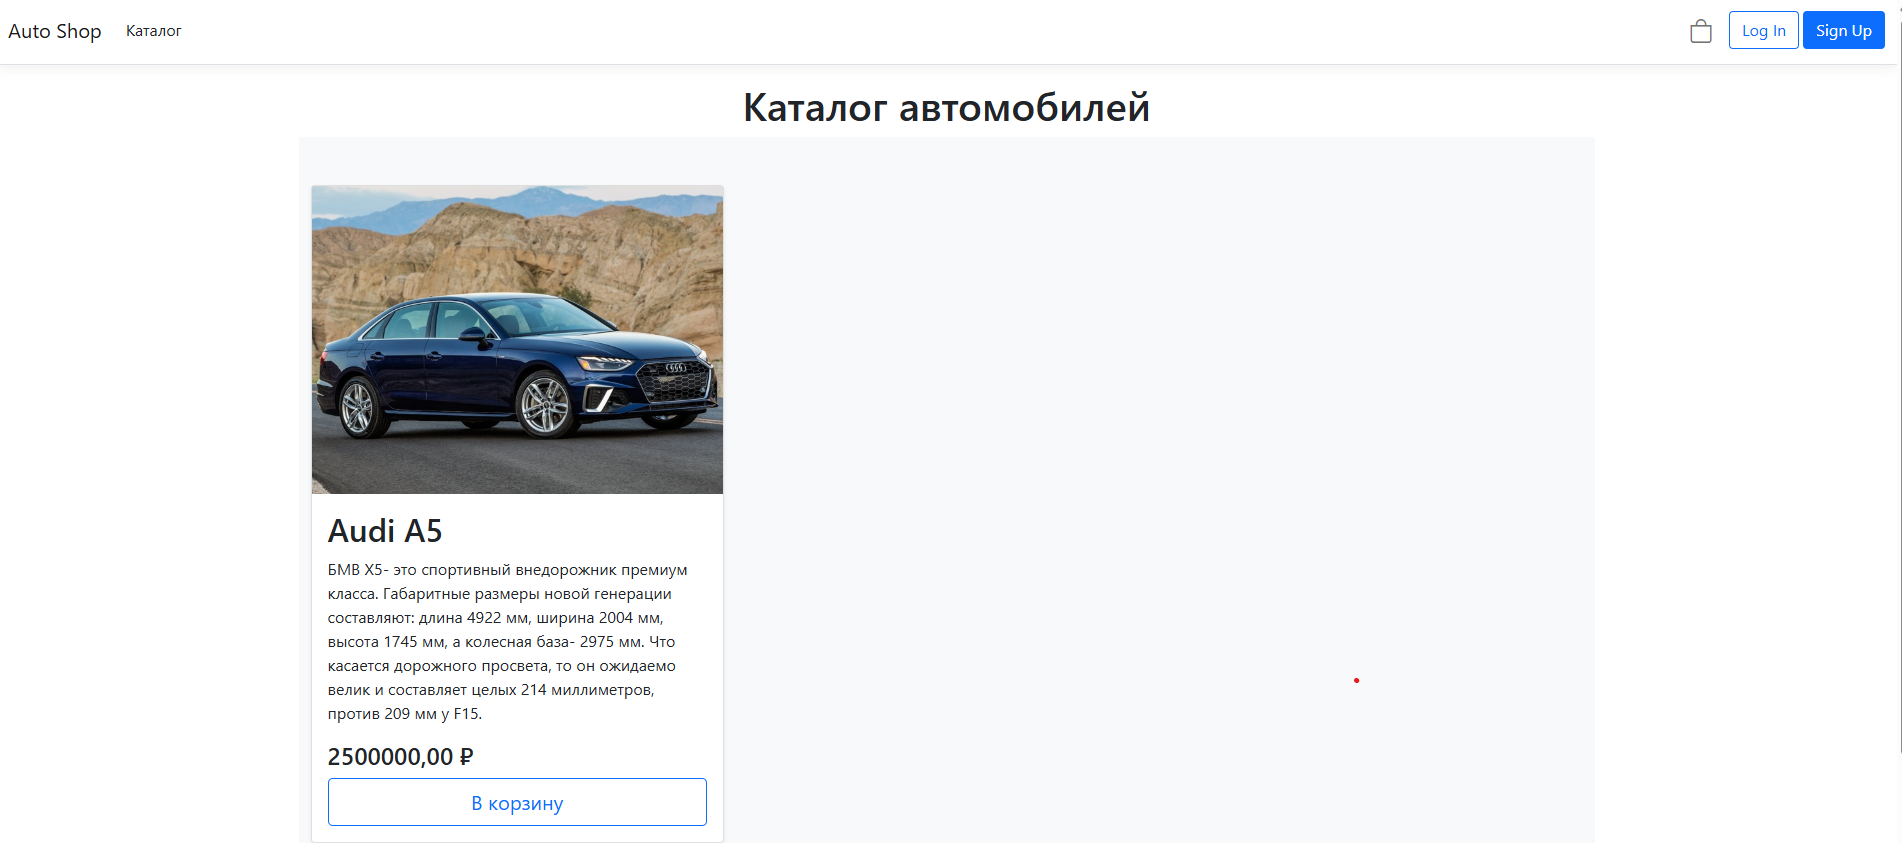 Auto Shop Каталог Log In Sign Up
Каталог автомобилей
Audi A5
БМВ X5- это спортивный внедорожник премиум
класса. Габаритные размеры новой генерации
составляют: длина 4922 мм, ширина 2004 мм,
высота 1745 мм, а колесная база- 2975 мм. Что
касается дорожного просвета, то он ожидаемо
велик и составляет целых 214 миллиметров,
против 209 мм у F15.
2500000,00 ₽
В корзину